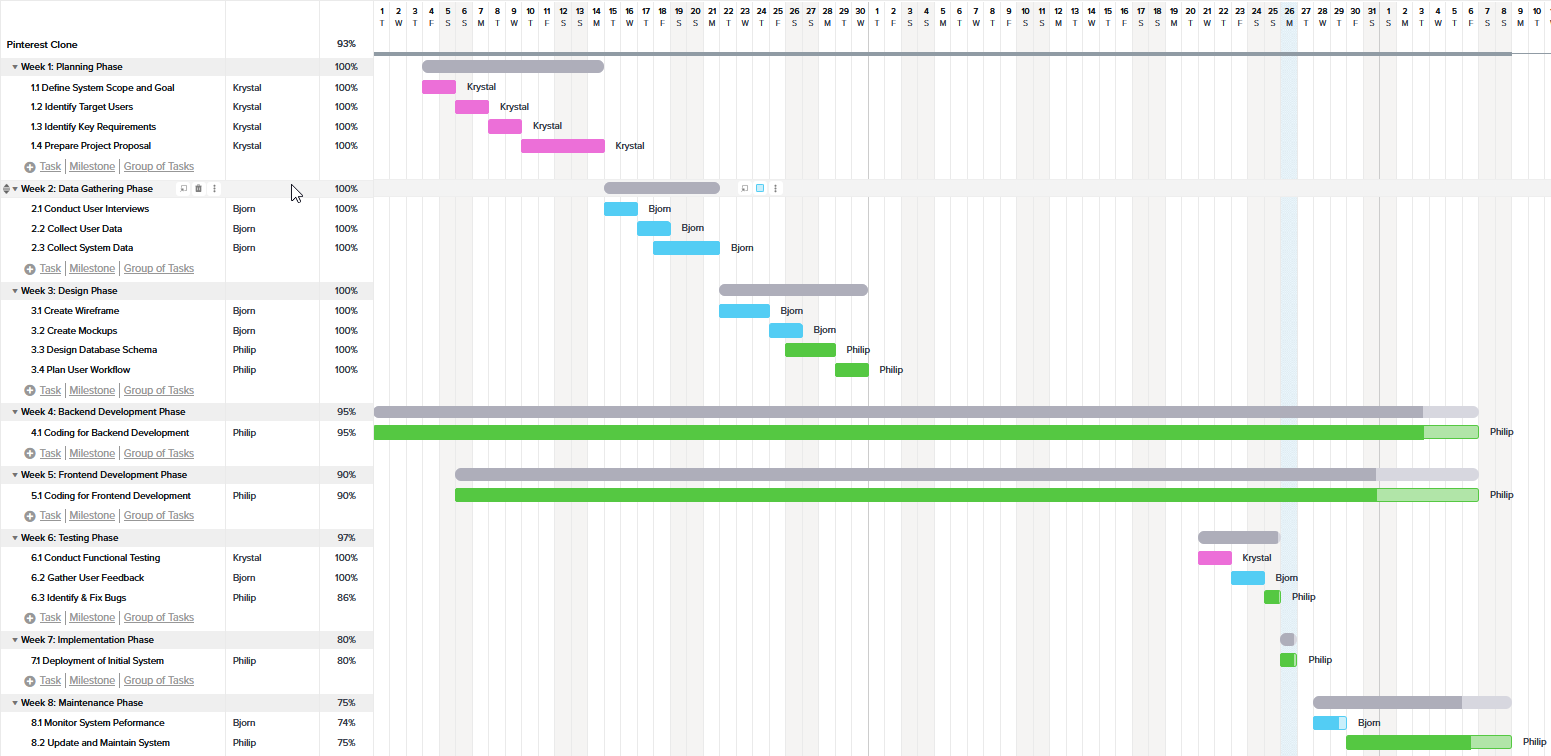 1 2 3 4 5 6 7 8 9 10 11 12 13 14 15 16 17 18 19 20 21 22 23 24 25 26 27 28 29 30 1 2 3 4 5 6 7 8 9 10 11 12 13 14 15 16 17 18 19 20 21 22 23 24 25 26 27 28 29 30 31 1 2 3 4 5 6 7 8 9 10
T W T F S S M T W T F S S M T W T F S S M T W T F S S M T W T F S S M T W T F S S M T W T F S S M T W T F S S M T W T F S S M T W T F S S M T
Pinterest Clone 93%
Week 1: Planning Phase 100%
1.1 Define System Scope and Goal Krystal 100% Krystal
1.2 Identify Target Users Krystal 100% Krystal
1.3 Identify Key Requirements Krystal 100% Krystal
1.4 Prepare Project Proposal Krystal 100% Krystal
Task | Milestone | Group of Tasks
Week 2: Data Gathering Phase 100%
2.1 Conduct User Interviews Bjorn 100% Bjorn
2.2 Collect User Data Bjorn 100% Bjorn
2.3 Collect System Data Bjorn 100% Bjorn
Task | Milestone | Group of Tasks
Week 3: Design Phase 100%
3.1 Create Wireframe Bjorn 100% Bjorn
3.2 Create Mockups Bjorn 100% Bjorn
3.3 Design Database Schema Philip 100% Philip
3.4 Plan User Workflow Philip 100% Philip
Task | Milestone | Group of Tasks
Week 4: Backend Development Phase 95%
4.1 Coding for Backend Development Philip 95% Philip
Task | Milestone | Group of Tasks
Week 5: Frontend Development Phase 90%
5.1 Coding for Frontend Development Philip 90% Philip
Task | Milestone | Group of Tasks
Week 6: Testing Phase 97%
6.1 Conduct Functional Testing Krystal 100% Krystal
6.2 Gather User Feedback Bjorn 100% Bjorn
6.3 Identify & Fix Bugs Philip 86% Philip
Task | Milestone | Group of Tasks
Week 7: Implementation Phase 80%
7.1 Deployment of Initial System Philip 80% Philip
Task | Milestone | Group of Tasks
Week 8: Maintenance Phase 75%
8.1 Monitor System Peformance Bjorn 74% Bjorn
8.2 Update and Maintain System Philip 75% Philip